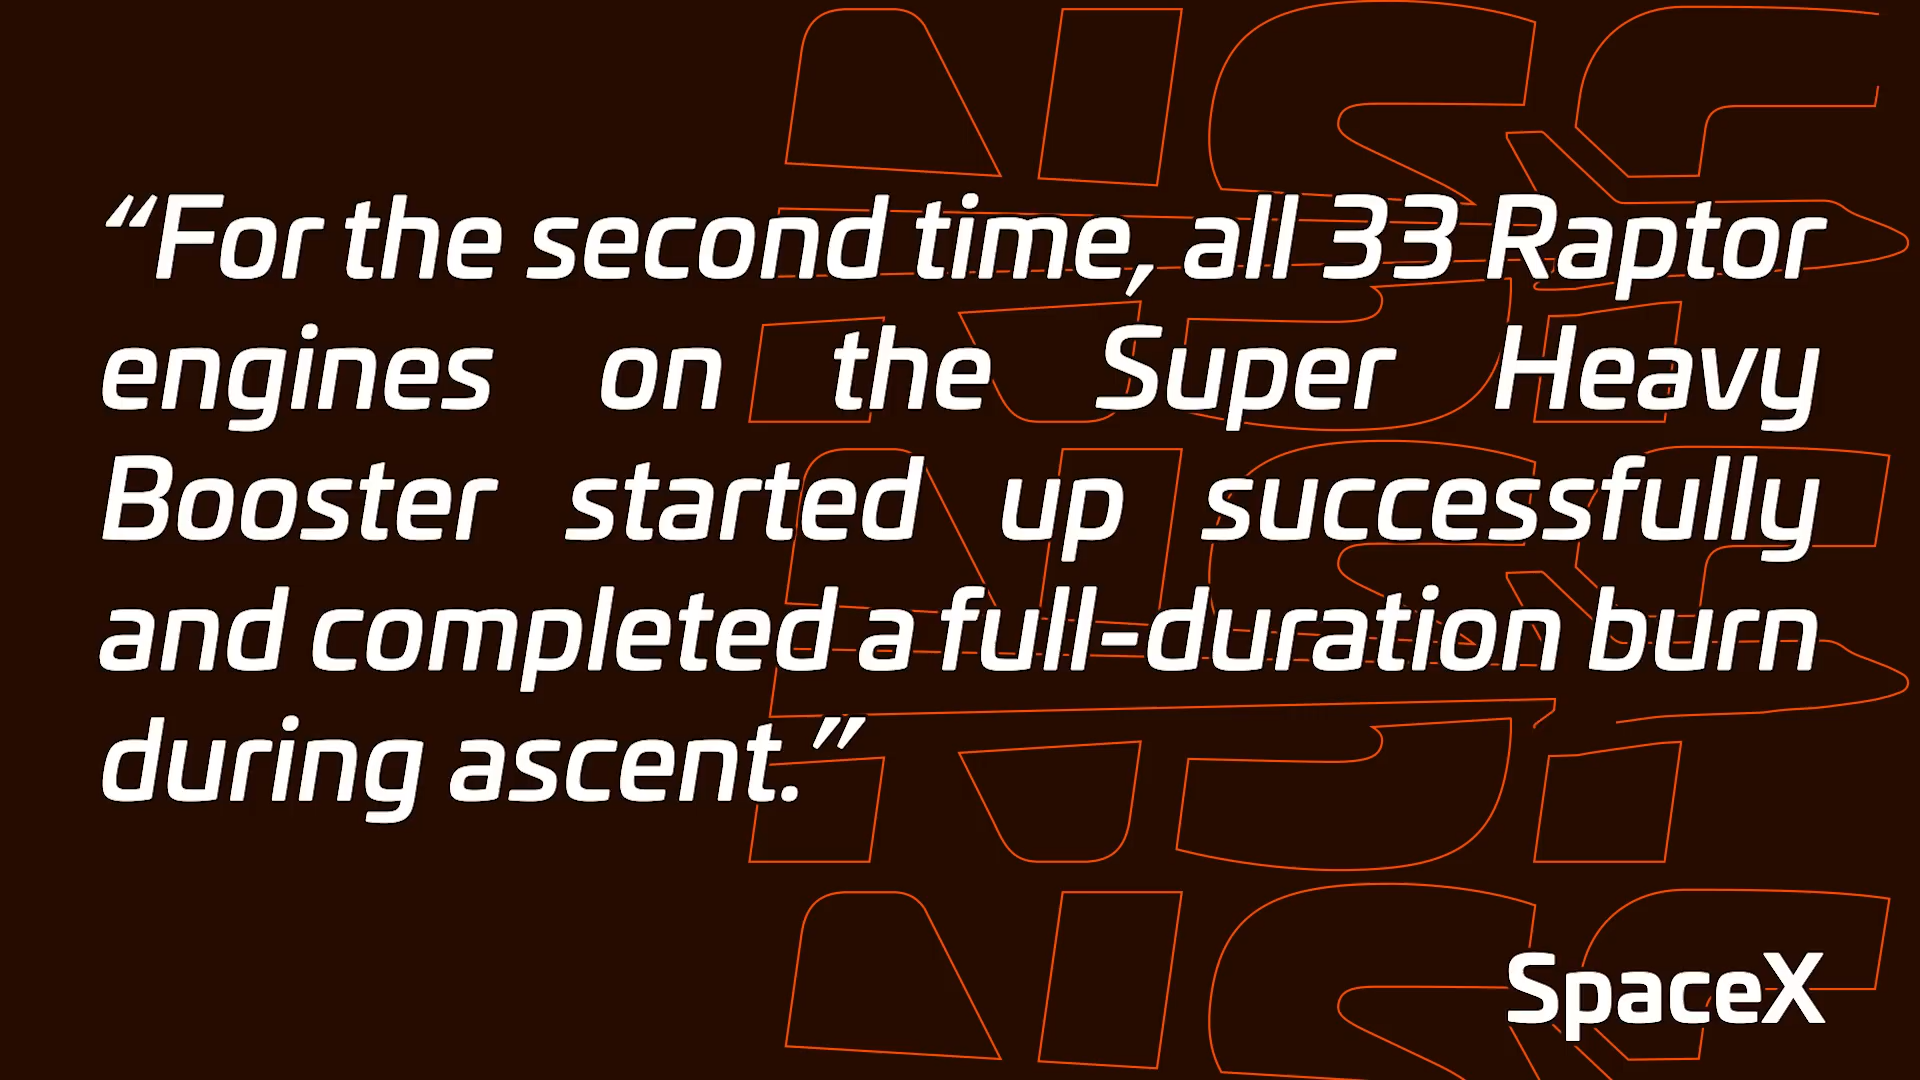 “For the second time, all 33 Raptor
engines on the Super Heavy
Booster started up successfully
and completed a full-duration burn
during ascent.”
SpaceX